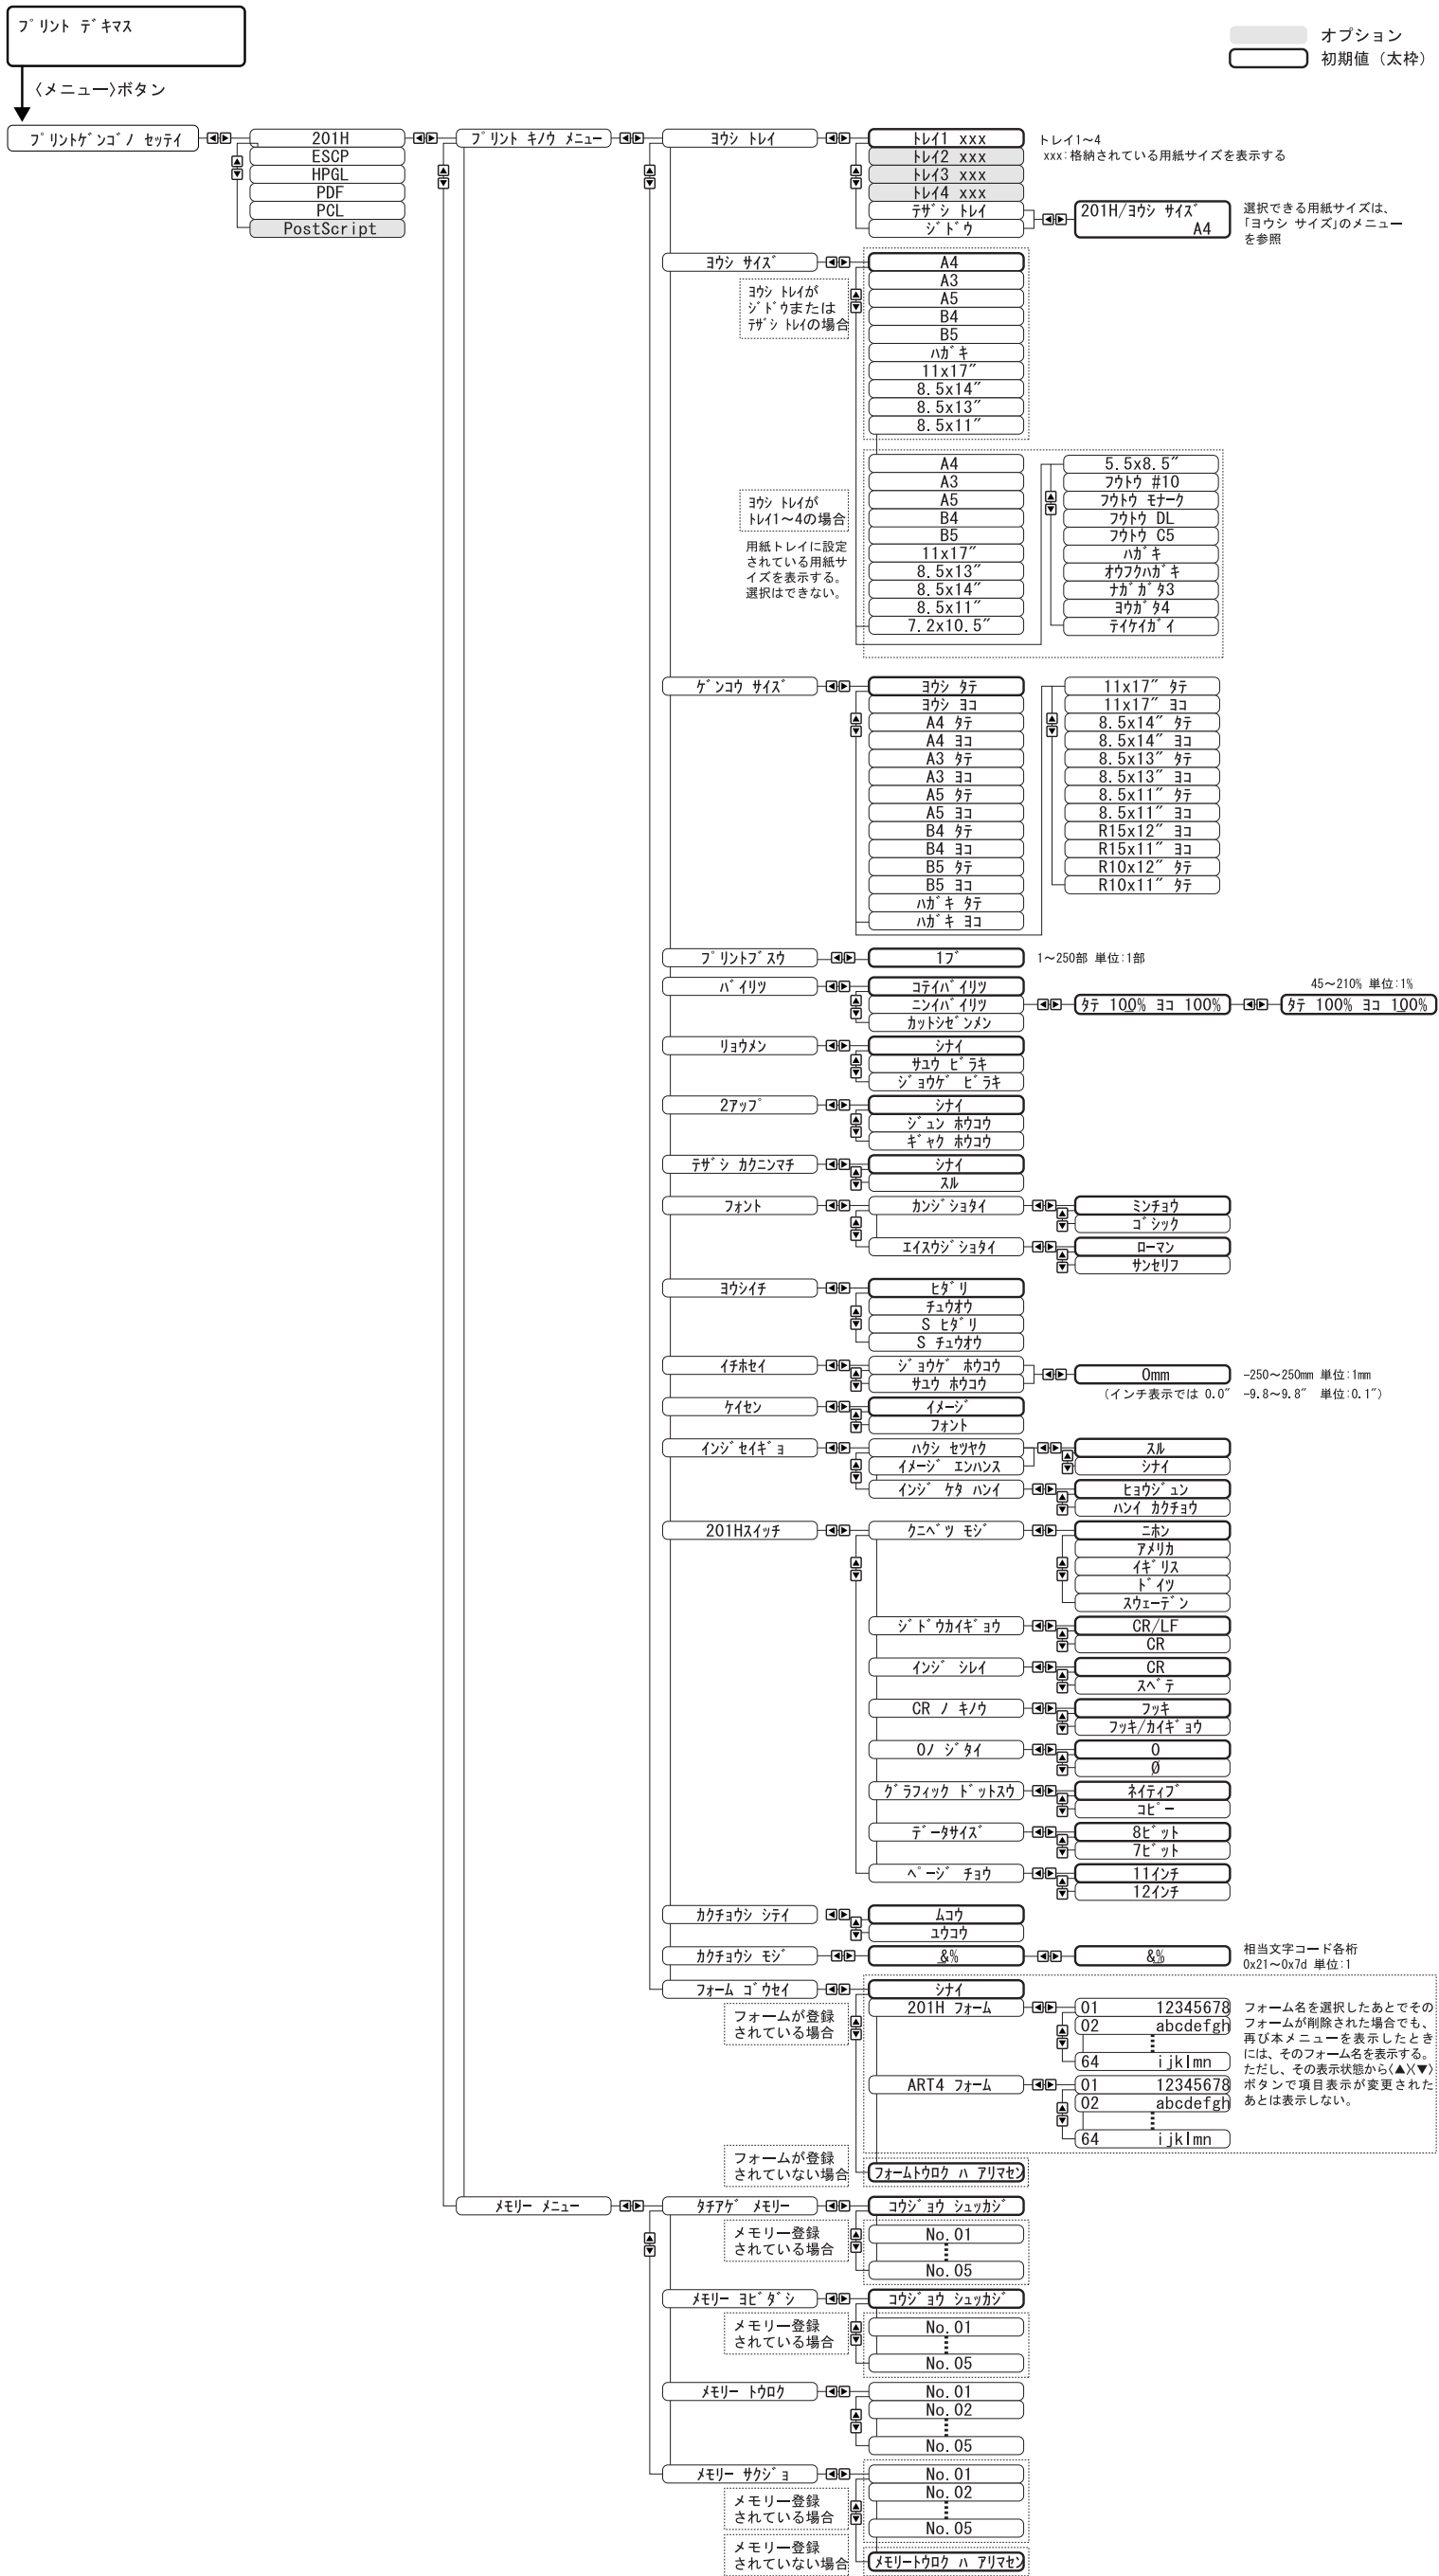 ﾌﾟﾘﾝﾄ ﾃﾞｷﾏｽ
オプション
初期値（太枠）
〈メニュー〉ボタン
ﾌﾟﾘﾝﾄｹﾞﾝｺﾞﾉ ｾｯﾃｲ
201H
ESCP
HPGL
PDF
PCL
PostScript
ﾌﾟﾘﾝﾄ ｷﾉｳ ﾒﾆｭｰ
ﾖｳｼ ﾄﾚｲ
ﾄﾚｲ1 xxx
ﾄﾚｲ2 xxx
ﾄﾚｲ3 xxx
ﾄﾚｲ4 xxx
ﾃｻﾞｼ ﾄﾚｲ
ｼﾞﾄﾞｳ
トレイ1～4
xxx：格納されている用紙サイズを表示する
201H/ﾖｳｼ ｻｲｽﾞ
A4
選択できる用紙サイズは、
「ﾖｳｼ ｻｲｽﾞ」のメニュー
を参照
ﾖｳｼ ｻｲｽﾞ
ﾖｳｼ ﾄﾚｲが
ｼﾞﾄﾞｳまたは
ﾃｻﾞｼ ﾄﾚｲの場合
A4
A3
A5
B4
B5
ﾊｶﾞｷ
11x17″
8.5x14″
8.5x13″
8.5x11″
ﾖｳｼ ﾄﾚｲが
ﾄﾚｲ1～4の場合
用紙トレイに設定
されている用紙サ
イズを表示する。
選択はできない。
A4
A3
A5
B4
B5
11x17″
8.5x13″
8.5x14″
8.5x11″
7.2x10.5″
5.5x8.5″
ﾌｳﾄｳ #10
ﾌｳﾄｳ ﾓﾅｰｸ
ﾌｳﾄｳ DL
ﾌｳﾄｳ C5
ﾊｶﾞｷ
ｵｳﾌｸﾊｶﾞｷ
ﾅｶﾞｶﾞﾀ3
ﾖｳｶﾞﾀ4
ﾃｲｹｲｶﾞｲ
ｹﾞﾝｺｳ ｻｲｽﾞ
ﾖｳｼ ﾀﾃ
ﾖｳｼ ﾖｺ
A4 ﾀﾃ
A4 ﾖｺ
A3 ﾀﾃ
A3 ﾖｺ
A5 ﾀﾃ
A5 ﾖｺ
B4 ﾀﾃ
B4 ﾖｺ
B5 ﾀﾃ
B5 ﾖｺ
ﾊｶﾞｷ ﾀﾃ
ﾊｶﾞｷ ﾖｺ
11x17″ ﾀﾃ
11x17″ ﾖｺ
8.5x14″ ﾀﾃ
8.5x14″ ﾖｺ
8.5x13″ ﾀﾃ
8.5x13″ ﾖｺ
8.5x11″ ﾀﾃ
8.5x11″ ﾖｺ
R15x12″ ﾖｺ
R15x11″ ﾖｺ
R10x12″ ﾀﾃ
R10x11″ ﾀﾃ
ﾌﾟﾘﾝﾄﾌﾞｽｳ
1ﾌﾞ
1～250部 単位：1部
ﾊﾞｲﾘﾂ
ｺﾃｲﾊﾞｲﾘﾂ
ﾆﾝｲﾊﾞｲﾘﾂ
ｶｯﾄｼｾﾞﾝﾒﾝ
ﾀﾃ 100% ﾖｺ 100%
45～210% 単位：1%
ﾀﾃ 100% ﾖｺ 100%
ﾘｮｳﾒﾝ
ｼﾅｲ
ｻﾕｳ ﾋﾞﾗｷ
ｼﾞｮｳｹﾞ ﾋﾞﾗｷ
2ｱｯﾌﾟ
ｼﾅｲ
ｼﾞｭﾝ ﾎｳｺｳ
ｷﾞｬｸ ﾎｳｺｳ
ﾃｻﾞｼ ｶｸﾆﾝﾏﾁ
ｼﾅｲ
ｽﾙ
ﾌｫﾝﾄ
ｶﾝｼﾞｼｮﾀｲ
ﾐﾝﾁｮｳ
ｺﾞｼｯｸ
ｴｲｽｳｼﾞｼｮﾀｲ
ﾛｰﾏﾝ
ｻﾝｾﾘﾌ
ﾖｳｼｲﾁ
ﾋﾀﾞﾘ
ﾁｭｳｵｳ
S ﾋﾀﾞﾘ
S ﾁｭｳｵｳ
ｲﾁﾎｾｲ
ｼﾞｮｳｹﾞ ﾎｳｺｳ
ｻﾕｳ ﾎｳｺｳ
0mm
-250～250mm 単位：1mm
（インチ表示では 0.0″ -9.8～9.8″ 単位：0.1″）
ｹｲｾﾝ
ｲﾒｰｼﾞ
ﾌｫﾝﾄ
ｲﾝｼﾞｾｲｷﾞｮ
ﾊｸｼ ｾﾂﾔｸ
ｲﾒｰｼﾞ ｴﾝﾊﾝｽ
ｽﾙ
ｼﾅｲ
ｲﾝｼﾞ ｹﾀ ﾊﾝｲ
ﾋｮｳｼﾞｭﾝ
ﾊﾝｲ ｶｸﾁｮｳ
201Hｽｲｯﾁ
ｸﾆﾍﾞﾂ ﾓｼﾞ
ﾆﾎﾝ
ｱﾒﾘｶ
ｲｷﾞﾘｽ
ﾄﾞｲﾂ
ｽｳｪｰﾃﾞﾝ
ｼﾞﾄﾞｳｶｲｷﾞｮｳ
CR/LF
CR
ｲﾝｼﾞ ｼﾚｲ
CR
ｽﾍﾞﾃ
CR ﾉ ｷﾉｳ
ﾌｯｷ
ﾌｯｷ/ｶｲｷﾞｮｳ
0ﾉ ｼﾞﾀｲ
0
Ø
ｸﾞﾗﾌｨｯｸ ﾄﾞｯﾄｽｳ
ﾈｲﾃｨﾌﾞ
ｺﾋﾟｰ
ﾃﾞｰﾀｻｲｽﾞ
8ﾋﾞｯﾄ
7ﾋﾞｯﾄ
ﾍﾟｰｼﾞ ﾁｮｳ
11ｲﾝﾁ
12ｲﾝﾁ
ｶｸﾁｮｳｼ ｼﾃｲ
ﾑｺｳ
ﾕｳｺｳ
ｶｸﾁｮｳｼ ﾓｼﾞ
&%
&%
相当文字コード各桁
0x21～0x7d 単位：1
ﾌｫｰﾑ ｺﾞｳｾｲ
フォームが登録
されている場合
ｼﾅｲ
201H ﾌｫｰﾑ
01 12345678
02 abcdefgh
64 ijklmn
フォーム名を選択したあとでその
フォームが削除された場合でも、
再び本メニューを表示したとき
には、そのフォーム名を表示する。
ただし、その表示状態から〈▲〉〈▼〉
ボタンで項目表示が変更された
あとは表示しない。
ART4 ﾌｫｰﾑ
01 12345678
02 abcdefgh
64 ijklmn
フォームが登録
されていない場合
ﾌｫｰﾑﾄｳﾛｸ ﾊ ｱﾘﾏｾﾝ
ﾒﾓﾘｰ ﾒﾆｭｰ
ﾀﾁｱｹﾞ ﾒﾓﾘｰ
ｺｳｼﾞｮｳ ｼｭｯｶｼﾞ
メモリー登録
されている場合
No.01
No.05
ﾒﾓﾘｰ ﾖﾋﾞﾀﾞｼ
ｺｳｼﾞｮｳ ｼｭｯｶｼﾞ
メモリー登録
されている場合
No.01
No.05
ﾒﾓﾘｰ ﾄｳﾛｸ
No.01
No.02
No.05
ﾒﾓﾘｰ ｻｸｼﾞｮ
メモリー登録
されている場合
No.01
No.02
No.05
メモリー登録
されていない場合
ﾒﾓﾘｰﾄｳﾛｸ ﾊ ｱﾘﾏｾﾝ